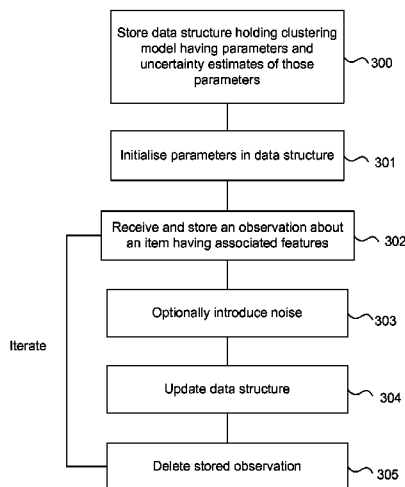 Store data structure holding clustering
model having parameters and
uncertainty estimates of those
parameters
300
Initialise parameters in data structure
301
Receive and store an observation about
an item having associated features
302
Optionally introduce noise
303
Iterate
Update data structure
304
Delete stored observation
305